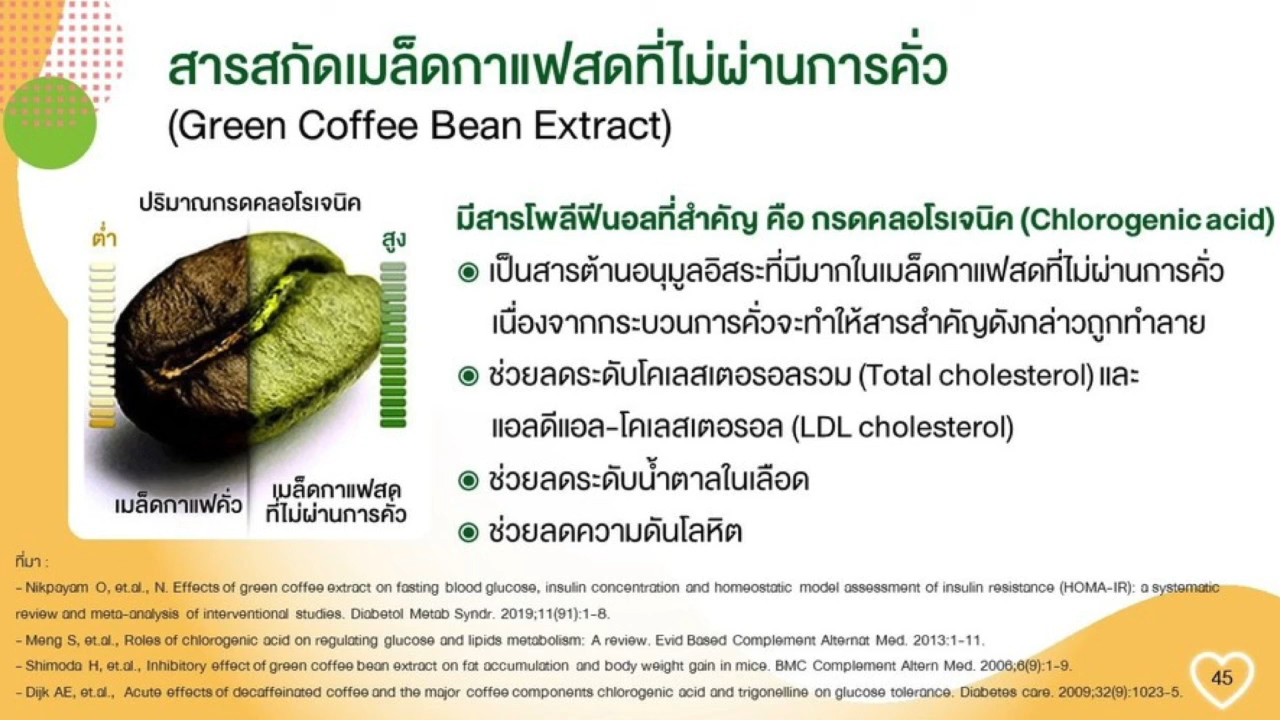 สารสกัดเมล็ดกาแฟสดที่ไม่ผ่านการคั่ว
(Green Coffee Bean Extract)
ปริมาณกรดคลอโรเจนิค
ต่ำ
สูง
เมล็ดกาแฟคั่ว
เมล็ดกาแฟสด
ที่ไม่ผ่านการคั่ว
มีสารโพลีฟีนอลที่สำคัญ คือ กรดคลอโรเจนิค (Chlorogenic acid)
เป็นสารต้านอนุมูลอิสระที่มีมากในเมล็ดกาแฟสดที่ไม่ผ่านการคั่ว
เนื่องจากกระบวนการคั่วจะทำให้สารสำคัญดังกล่าวถูกทำลาย
ช่วยลดระดับโคเลสเตอรอลรวม (Total cholesterol) และ
แอลดีแอล-โคเลสเตอรอล (LDL cholesterol)
ช่วยลดระดับน้ำตาลในเลือด
ช่วยลดความดันโลหิต
ที่มา :
- Nikpayam O, et.al., N. Effects of green coffee extract on fasting blood glucose, insulin concentration and homeostatic model assessment of insulin resistance (HOMA-IR): a systematic
review and meta-analysis of interventional studies. Diabetol Metab Syndr. 2019;11(91):1-8.
- Meng S, et.al., Roles of chlorogenic acid on regulating glucose and lipids metabolism: A review. Evid Based Complement Alternat Med. 2013:1-11.
- Shimoda H, et.al., Inhibitory effect of green coffee bean extract on fat accumulation and body weight gain in mice. BMC Complement Altern Med. 2006;6(9):1-9.
- Dijk AE, et.al., Acute effects of decaffeinated coffee and the major coffee components chlorogenic acid and trigonelline on glucose tolerance. Diabetes care. 2009;32(9):1023-5.
45